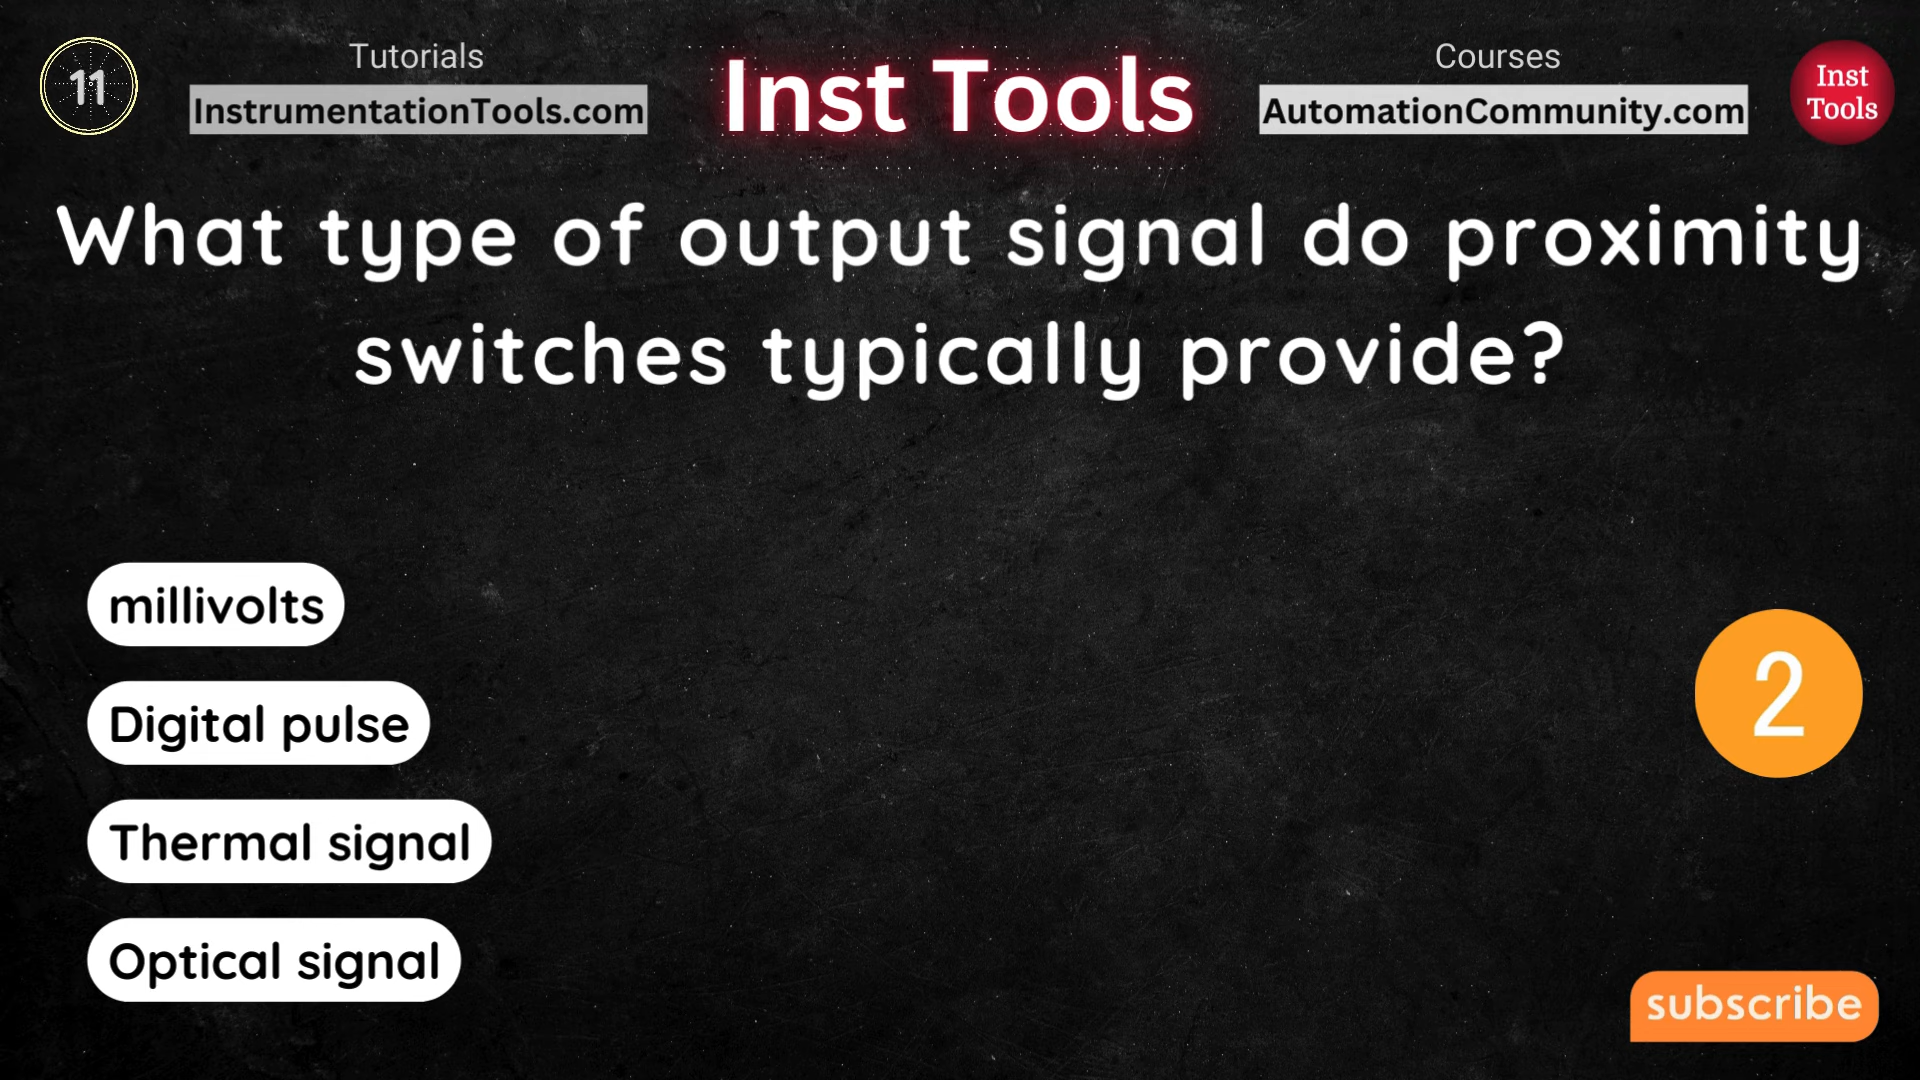 11
Tutorials
InstrumentationTools.com
Inst Tools
Courses
AutomationCommunity.com
Inst
Tools
What type of output signal do proximity
switches typically provide?
millivolts
Digital pulse
Thermal signal
Optical signal
2
subscribe